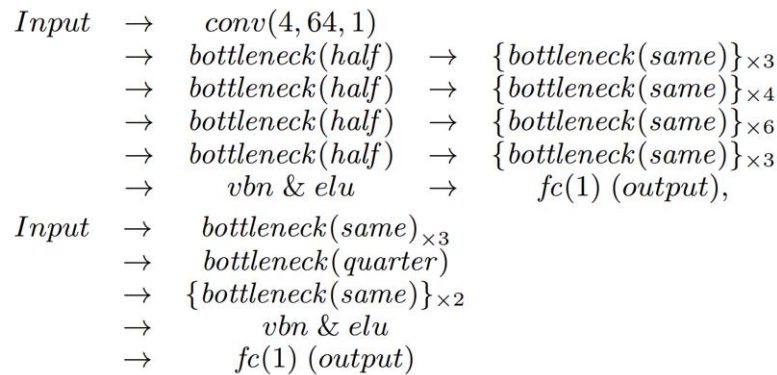 Input → conv(4, 64, 1)
→ bottleneck(half) → {bottleneck(same)}×3
→ bottleneck(half) → {bottleneck(same)}×4
→ bottleneck(half) → {bottleneck(same)}×6
→ bottleneck(half) → {bottleneck(same)}×3
→ vbn & elu → fc(1) (output),
Input → bottleneck(same)×3
→ bottleneck(quarter)
→ {bottleneck(same)}×2
→ vbn & elu
→ fc(1) (output)